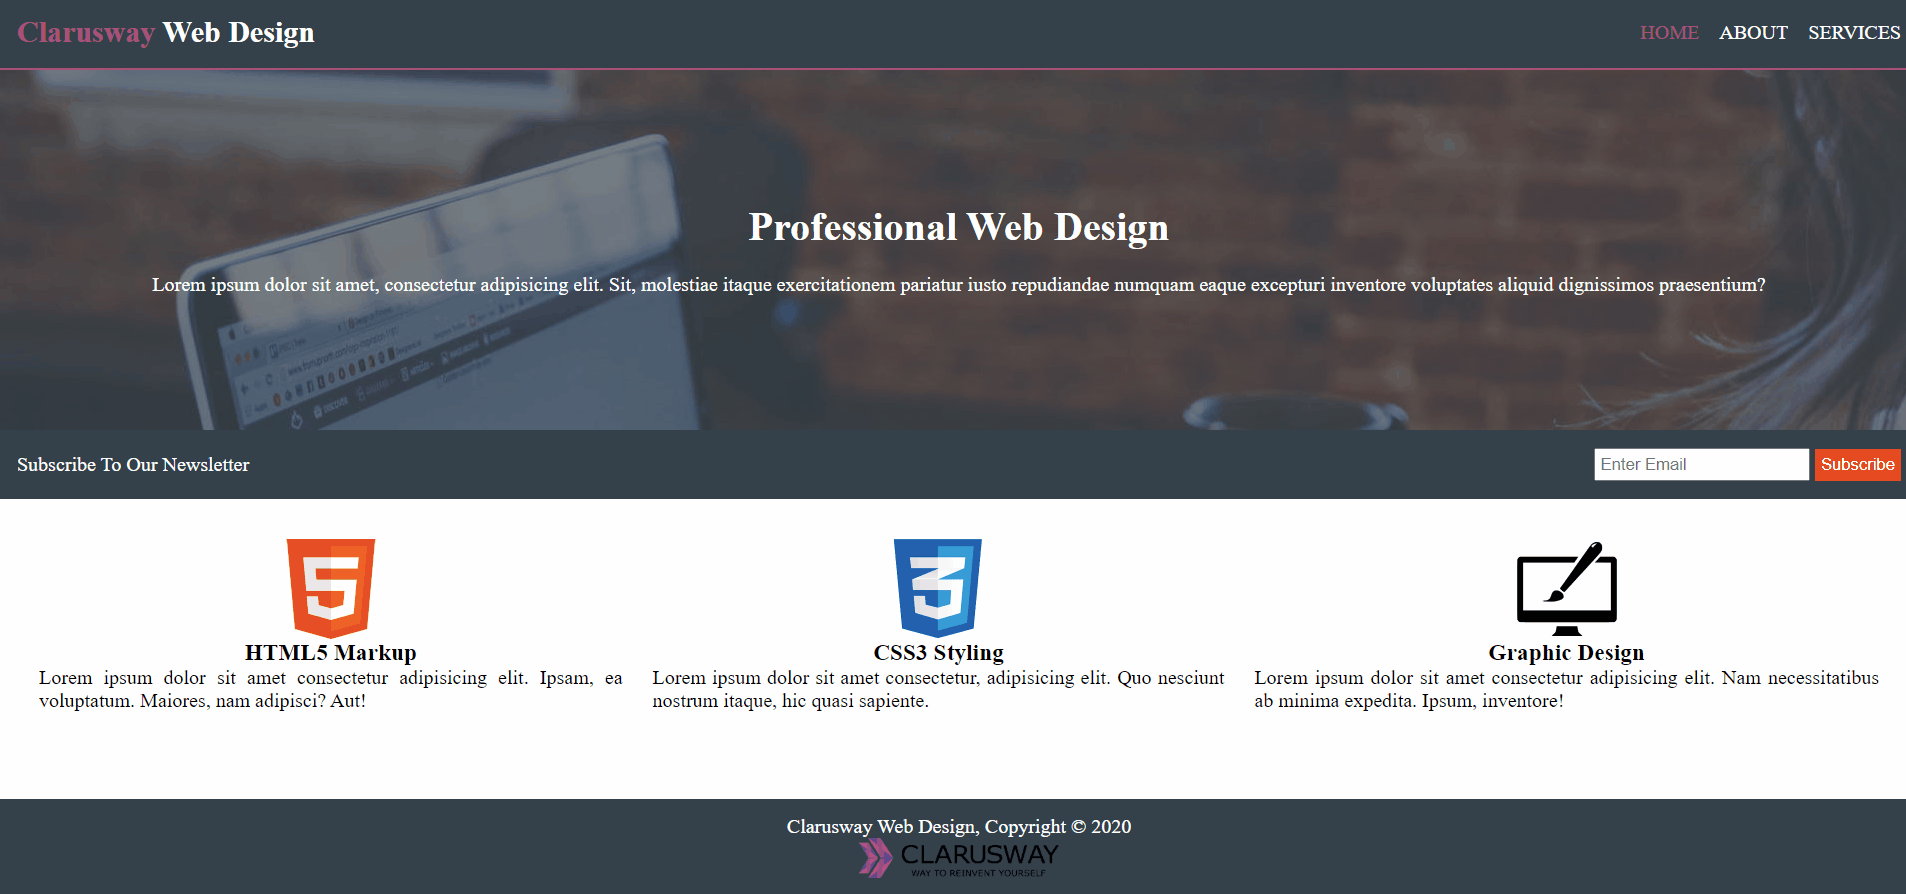 Clarusway Web Design
HOME ABOUT SERVICES
Professional Web Design
Lorem ipsum dolor sit amet, consectetur adipisicing elit. Sit, molestiae itaque exercitationem pariatur iusto repudiandae numquam eaque excepturi inventore voluptates aliquid dignissimos praesentium?
DISCOVER
Subscribe To Our Newsletter
Enter Email
Subscribe
HTML5 Markup
Lorem ipsum dolor sit amet consectetur adipisicing elit. Ipsam, ea
voluptatum. Maiores, nam adipisci? Aut!
CSS3 Styling
Lorem ipsum dolor sit amet consectetur, adipisicing elit. Quo nesciunt
nostrum itaque, hic quasi sapiente.
Graphic Design
Lorem ipsum dolor sit amet consectetur adipisicing elit. Nam necessitatibus
ab minima expedita. Ipsum, inventore!
Clarusway Web Design, Copyright © 2020
CLARUSWAY
WAY TO REINVENT YOURSELF